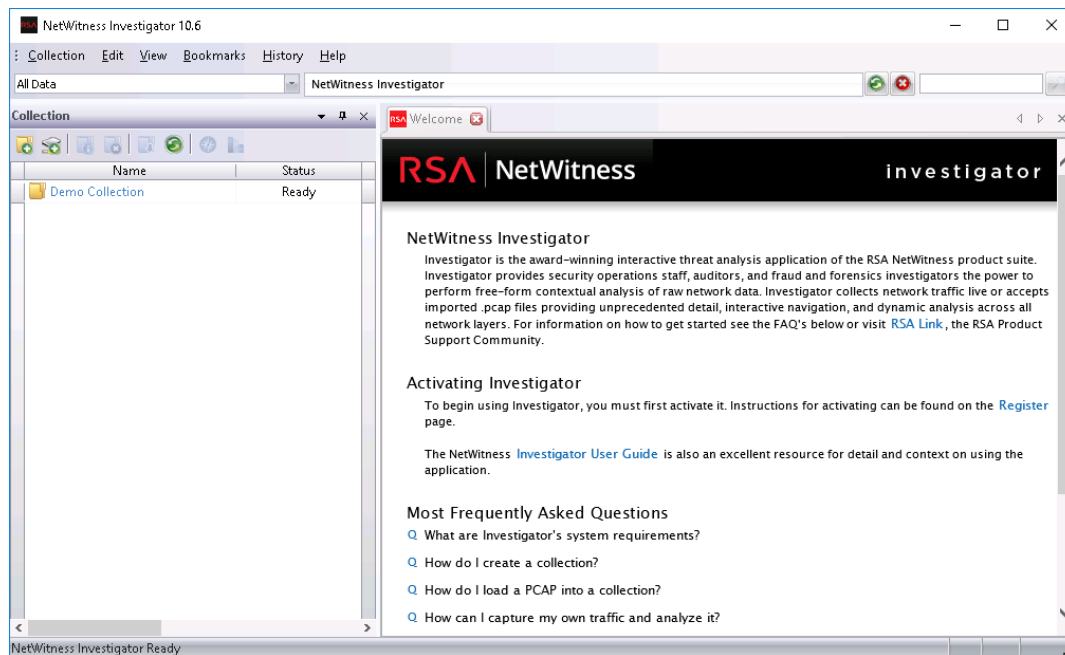 NetWitness Investigator 10.6
Collection Edit View Bookmarks History Help
All Data
NetWitness Investigator
Collection
Name Status
Demo Collection Ready
RSA Welcome
RSA NetWitness investigator
NetWitness Investigator
Investigator is the award-winning interactive threat analysis application of the RSA NetWitness product suite.
Investigator provides security operations staff, auditors, and fraud and forensics investigators the power to
perform free-form contextual analysis of raw network data. Investigator collects network traffic live or accepts
imported .pcap files providing unprecedented detail, interactive navigation, and dynamic analysis across all
network layers. For information on how to get started see the FAQ's below or visit RSA Link, the RSA Product
Support Community.
Activating Investigator
To begin using Investigator, you must first activate it. Instructions for activating can be found on the Register
page.
The NetWitness Investigator User Guide is also an excellent resource for detail and context on using the
application.
Most Frequently Asked Questions
Q What are Investigator's system requirements?
Q How do I create a collection?
Q How do I load a PCAP into a collection?
Q How can I capture my own traffic and analyze it?
NetWitness Investigator Ready